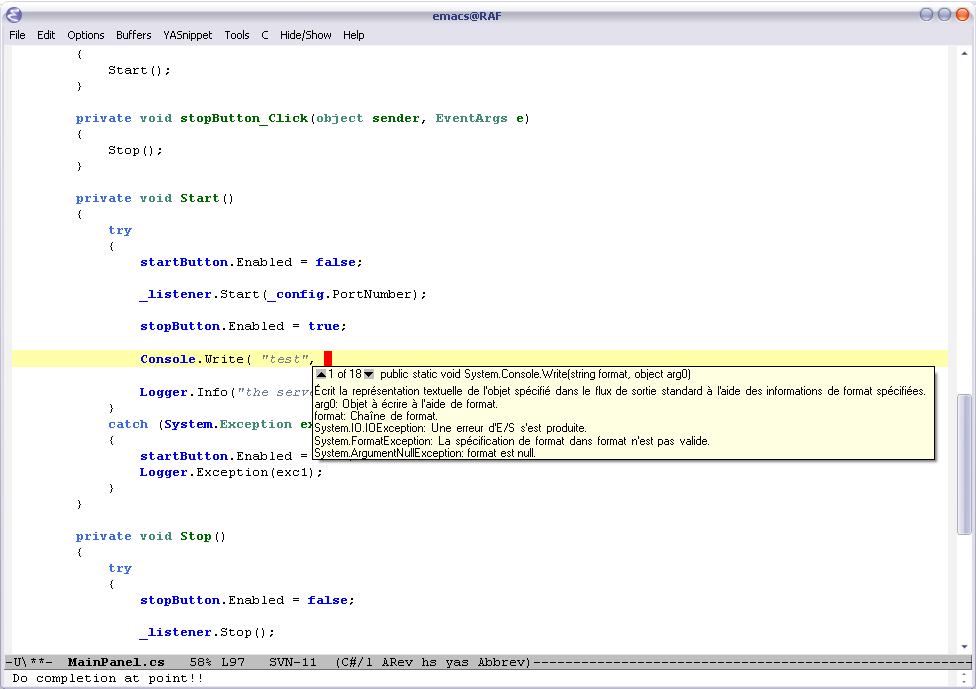 emacs@RAF
File Edit Options Buffers YASnippet Tools C Hide/Show Help
{
Start();
}
private void stopButton_Click(object sender, EventArgs e)
{
Stop();
}
private void Start()
{
try
{
startButton.Enabled = false;
_listener.Start(_config.PortNumber);
stopButton.Enabled = true;
Console.Write( "test",
1 of 18 public static void System.Console.Write(string format, object arg0)
Écrit la représentation textuelle de l'objet spécifié dans le flux de sortie standard à l'aide des informations de format spécifiées.
arg0: Objet à écrire à l'aide de format.
format: Chaîne de format.
System.IO.IOException: Une erreur d'E/S s'est produite.
System.FormatException: La spécification de format dans format n'est pas valide.
System.ArgumentNullException: format est null.
Logger.Info("the serv
}
catch (System.Exception e
{
startButton.Enabled =
Logger.Exception(exc1);
}
}
private void Stop()
{
try
{
stopButton.Enabled = false;
_listener.Stop();
-U\**- MainPanel.cs 58% L97 SVN-11 (C#/l ARev hs yas Abbrev)
Do completion at point!!